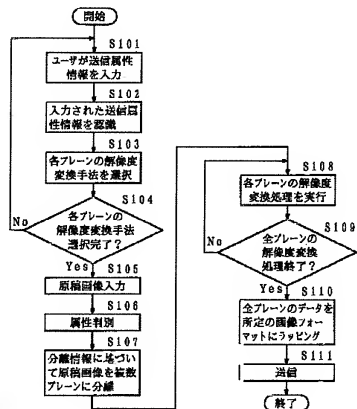 開始
S101
ユーザが送信属性
情報を入力
S102
入力された送信属
性情報を認識
S103
各プレーンの解像度
変換手法を選択
S104
各プレーンの
解像度変換手法
選択完了？
No
Yes
S105
原稿画像入力
S106
属性判別
S107
分離情報に基づい
て原稿画像を複数
プレーンに分離
S108
各プレーンの解像度
変換処理を実行
S109
全プレーンの
解像度変換
処理終了？
No
Yes
S110
全プレーンのデータを
所定の画像フォー
マットにラッピング
S111
送信
終了